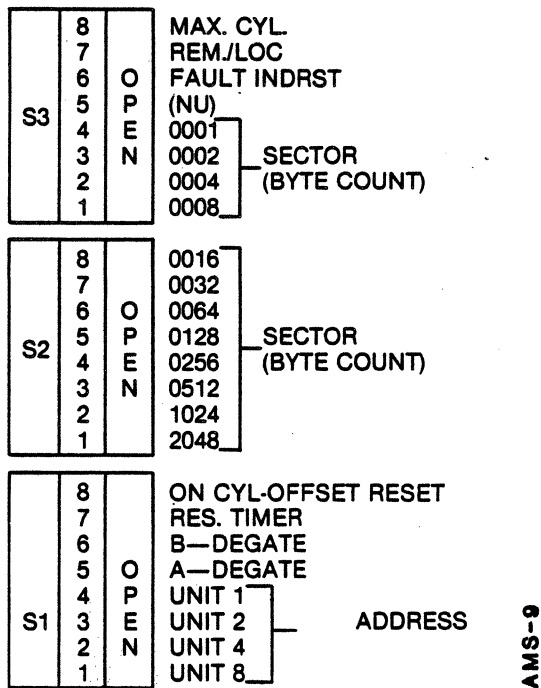 8 MAX. CYL.
7 REM./LOC
6 O FAULT INDRST
5 P (NU)
S3 4 E 0001
3 N 0002 SECTOR
2 0004 (BYTE COUNT)
1 0008
8 0016
7 0032
6 O 0064
5 P 0128 SECTOR
S2 4 E 0256 (BYTE COUNT)
3 N 0512
2 1024
1 2048
8 ON CYL-OFFSET RESET
7 RES. TIMER
6 B—DEGATE
5 O A—DEGATE
4 P UNIT 1
S1 3 E UNIT 2 ADDRESS
2 N UNIT 4
1 UNIT 8
AMS-9